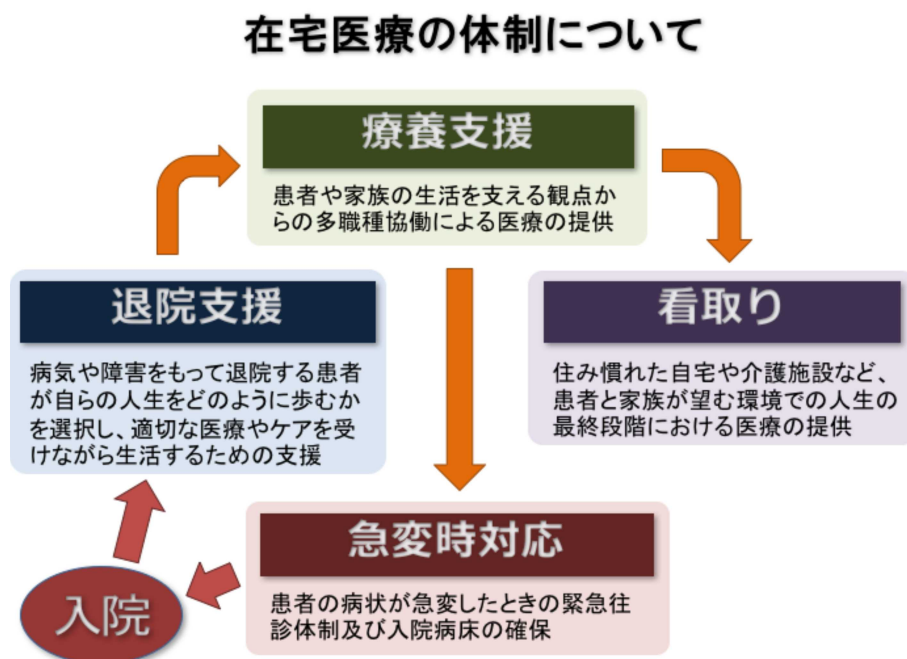 在宅医療の体制について
療養支援
患者や家族の生活を支える観点か
らの多職種協働による医療の提供
退院支援
病気や障害をもって退院する患者
が自らの人生をどのように歩むか
を選択し、適切な医療やケアを受
けながら生活するための支援
看取り
住み慣れた自宅や介護施設など、
患者と家族が望む環境での人生の
最終段階における医療の提供
急変時対応
患者の病状が急変したときの緊急往
診体制及び入院病床の確保
入院